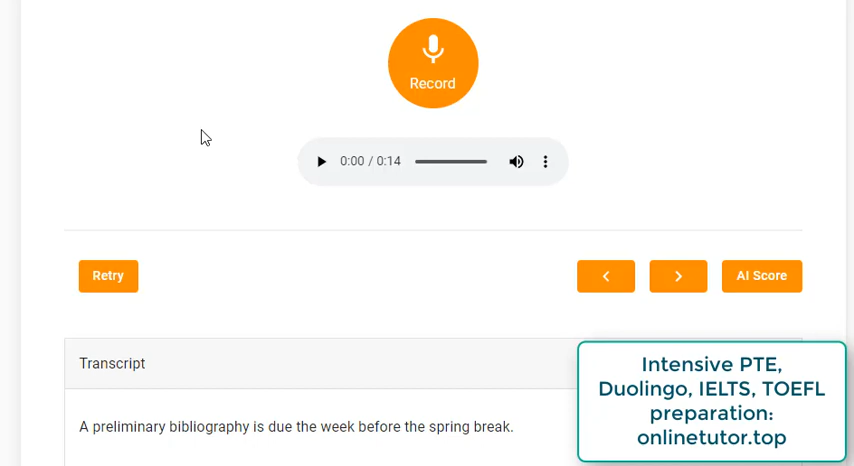 Record
0:00 / 0:14
Retry
AI Score
Transcript
A preliminary bibliography is due the week before the spring break.
Intensive PTE,
Duolingo, IELTS, TOEFL
preparation:
onlinetutor.top